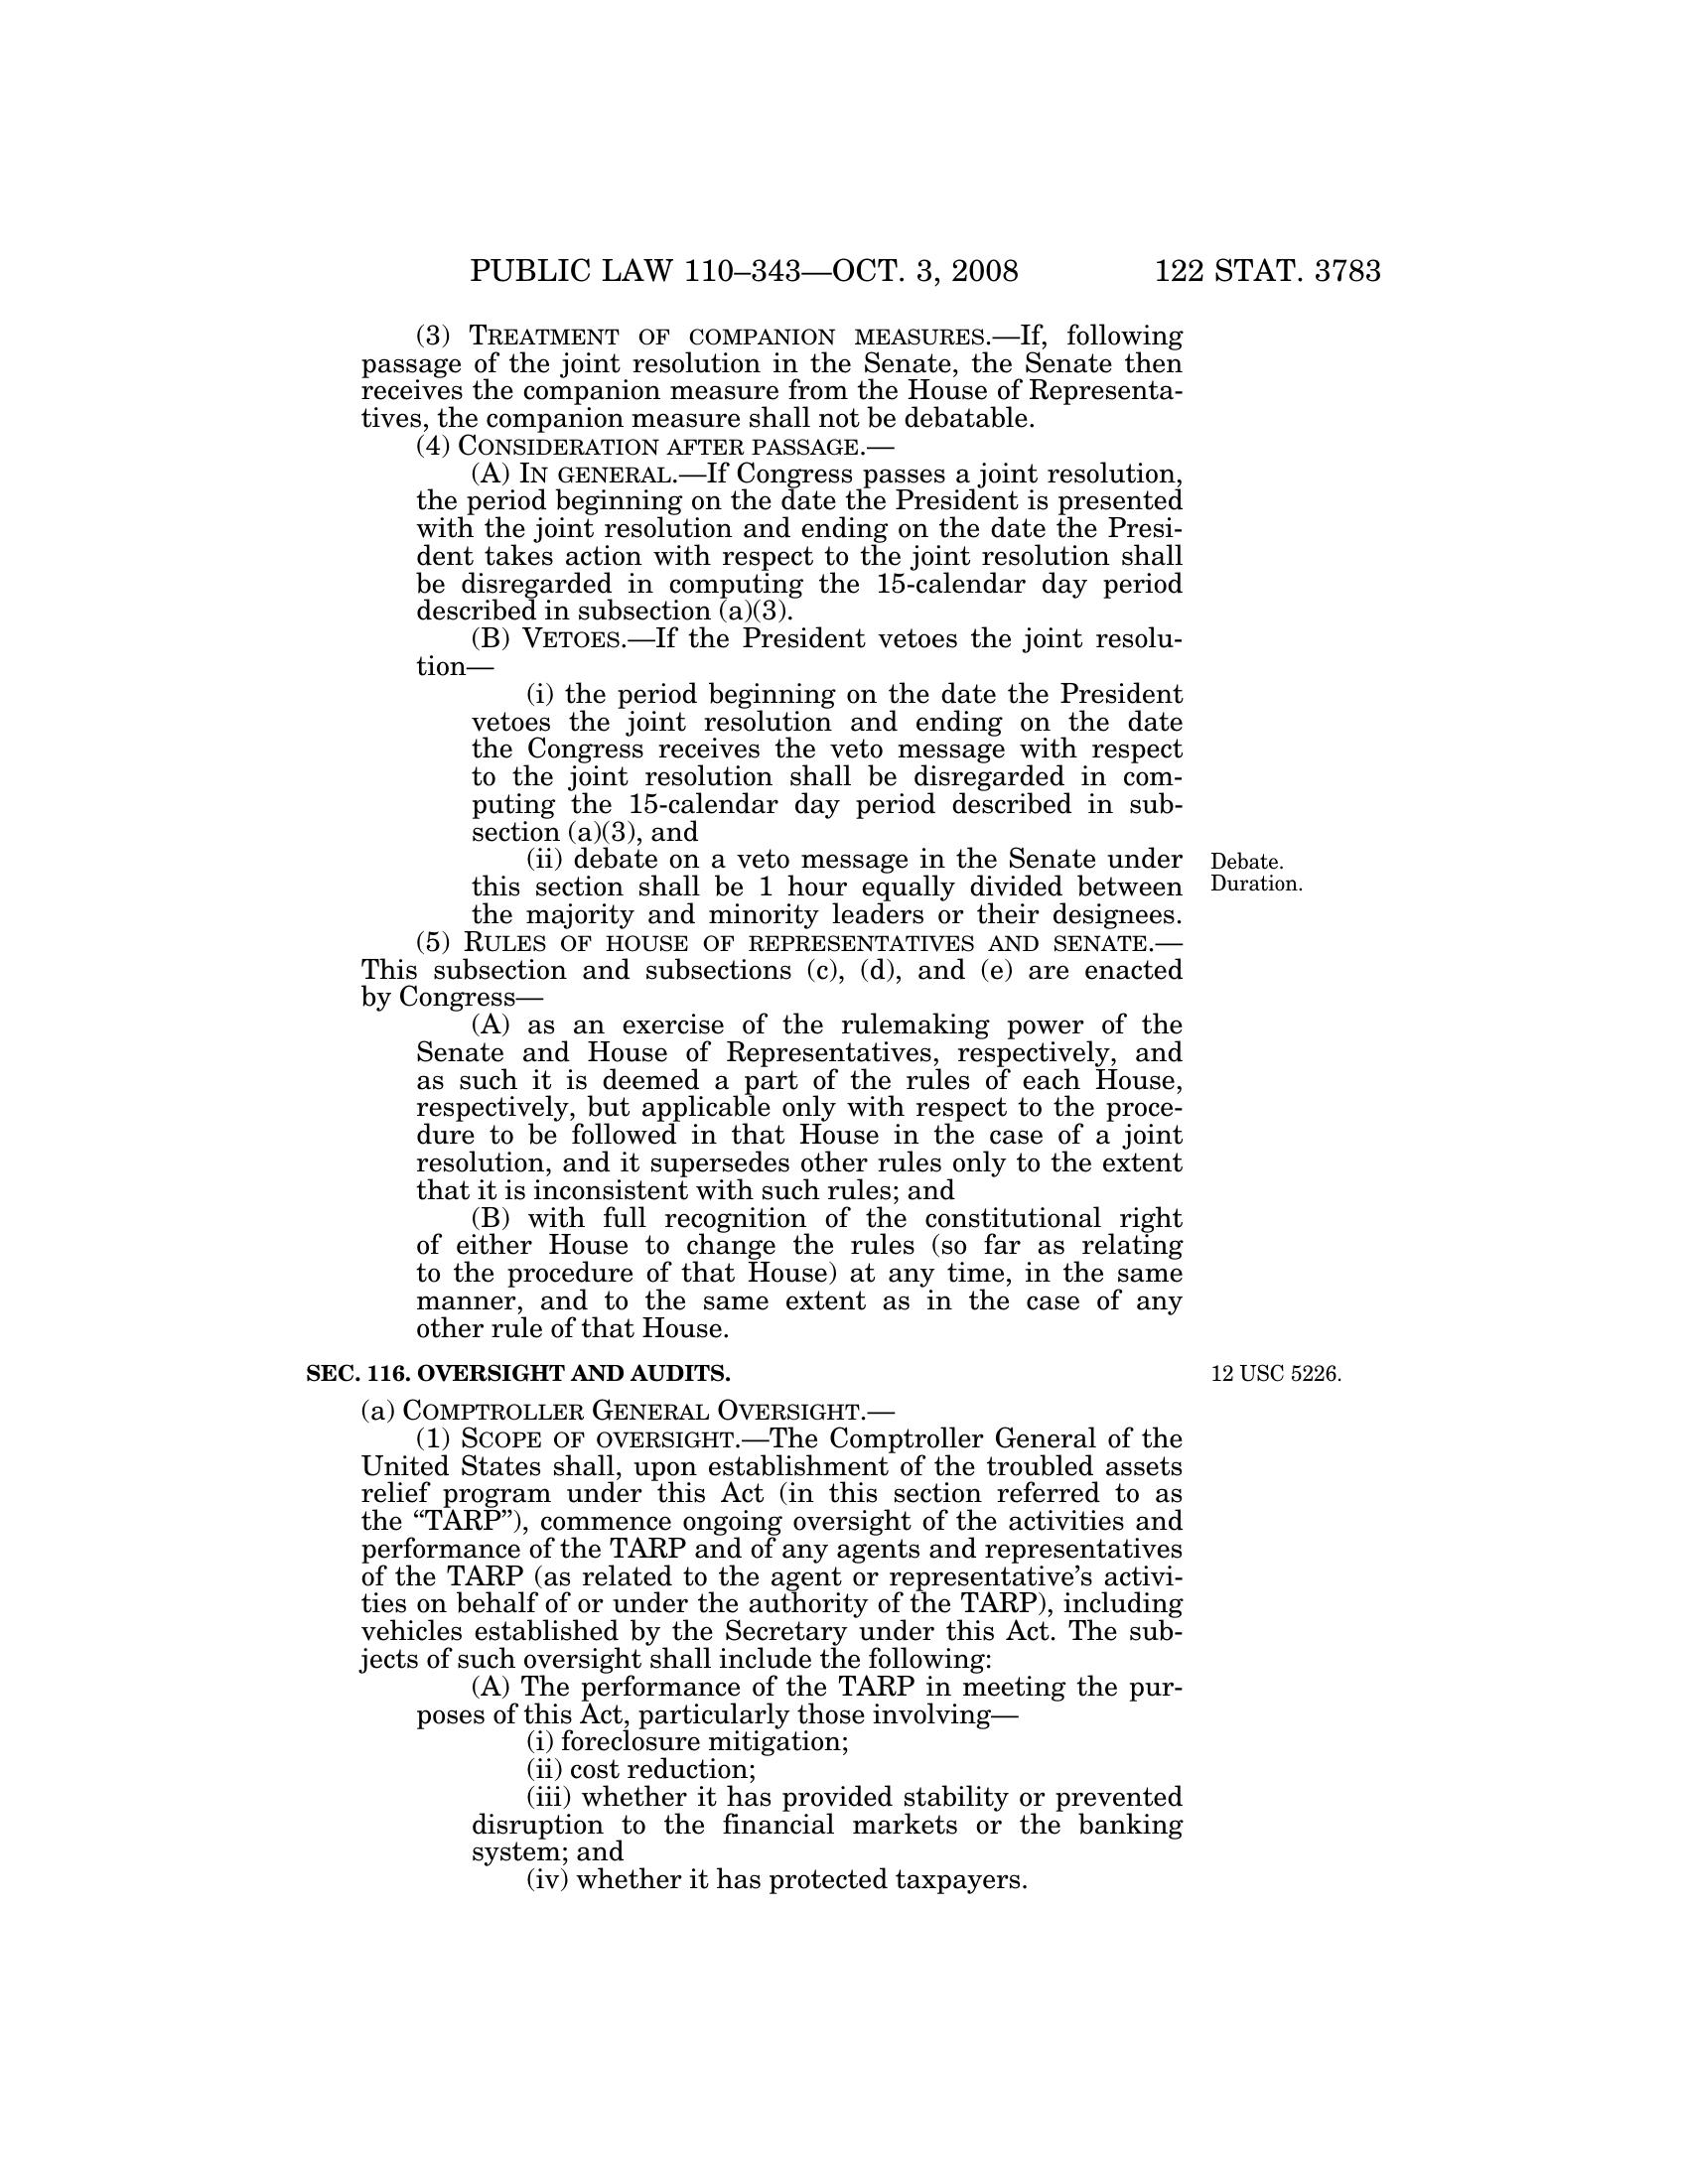 PUBLIC LAW 110–343—OCT. 3, 2008 122 STAT. 3783
(3) TREATMENT OF COMPANION MEASURES.—If, following
passage of the joint resolution in the Senate, the Senate then
receives the companion measure from the House of Representa-
tives, the companion measure shall not be debatable.
(4) CONSIDERATION AFTER PASSAGE.—
(A) IN GENERAL.—If Congress passes a joint resolution,
the period beginning on the date the President is presented
with the joint resolution and ending on the date the Presi-
dent takes action with respect to the joint resolution shall
be disregarded in computing the 15-calendar day period
described in subsection (a)(3).
(B) VETOES.—If the President vetoes the joint resolu-
tion—
(i) the period beginning on the date the President
vetoes the joint resolution and ending on the date
the Congress receives the veto message with respect
to the joint resolution shall be disregarded in com-
puting the 15-calendar day period described in sub-
section (a)(3), and
(ii) debate on a veto message in the Senate under
this section shall be 1 hour equally divided between
the majority and minority leaders or their designees.
Debate.
Duration.
(5) RULES OF HOUSE OF REPRESENTATIVES AND SENATE.—
This subsection and subsections (c), (d), and (e) are enacted
by Congress—
(A) as an exercise of the rulemaking power of the
Senate and House of Representatives, respectively, and
as such it is deemed a part of the rules of each House,
respectively, but applicable only with respect to the proce-
dure to be followed in that House in the case of a joint
resolution, and it supersedes other rules only to the extent
that it is inconsistent with such rules; and
(B) with full recognition of the constitutional right
of either House to change the rules (so far as relating
to the procedure of that House) at any time, in the same
manner, and to the same extent as in the case of any
other rule of that House.
SEC. 116. OVERSIGHT AND AUDITS.
12 USC 5226.
(a) COMPTROLLER GENERAL OVERSIGHT.—
(1) SCOPE OF OVERSIGHT.—The Comptroller General of the
United States shall, upon establishment of the troubled assets
relief program under this Act (in this section referred to as
the “TARP”), commence ongoing oversight of the activities and
performance of the TARP and of any agents and representatives
of the TARP (as related to the agent or representative’s activi-
ties on behalf of or under the authority of the TARP), including
vehicles established by the Secretary under this Act. The sub-
jects of such oversight shall include the following:
(A) The performance of the TARP in meeting the pur-
poses of this Act, particularly those involving—
(i) foreclosure mitigation;
(ii) cost reduction;
(iii) whether it has provided stability or prevented
disruption to the financial markets or the banking
system; and
(iv) whether it has protected taxpayers.